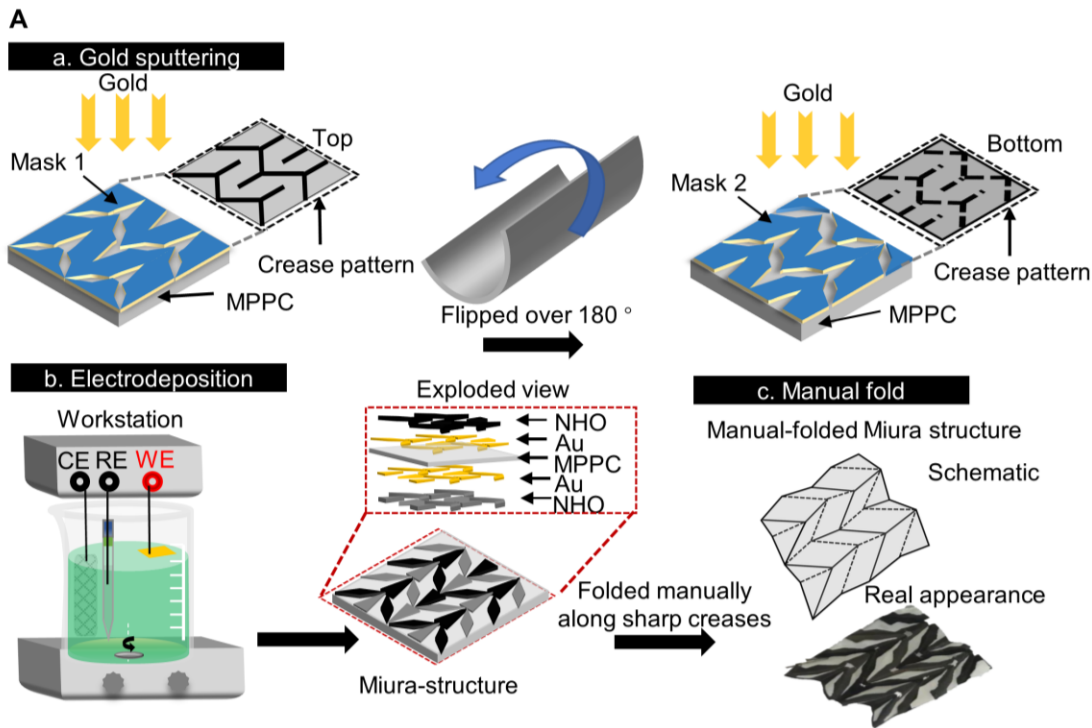 A
a. Gold sputtering
Gold
Mask 1
Top
Crease pattern
MPPC
Flipped over 180 °
Gold
Mask 2
Bottom
Crease pattern
MPPC
b. Electrodeposition
Workstation
CE RE WE
Exploded view
NHO
Au
MPPC
Au
NHO
Miura-structure
Folded manually
along sharp creases
c. Manual fold
Manual-folded Miura structure
Schematic
Real appearance